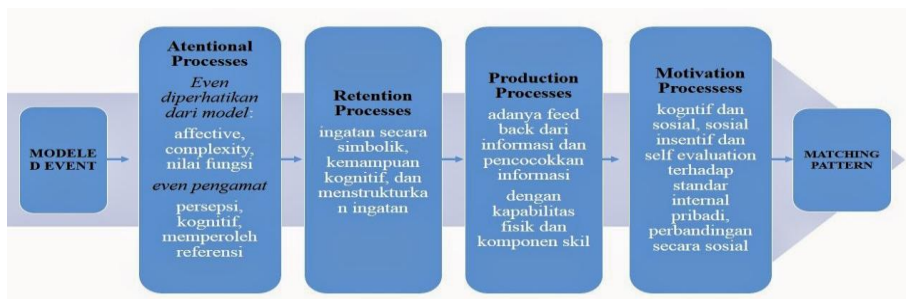 MODELE
D EVENT
Atentional
Processes
Even
diperhatikan
dari model:
affective,
complexity,
nilar fungsi
even pengamat
persepsi,
kognitif,
memperoleh
referensi
Retention
Processes
ingatan secara
simbolik,
kemampuan
kognitif, dan
menstrukturka
n ingatan
Production
Processes
adanya feed
back dari
informasi dan
pencocokkan
informasi
dengan
kapabilitas
fisik dan
komponen skil
Motivation
Processess
kogntif dan
sosial, sosial
insentif dan
self evaluation
terhadap
standar
internal
pribadi,
perbandingan
secara sosial
MATCHING
PATTERN